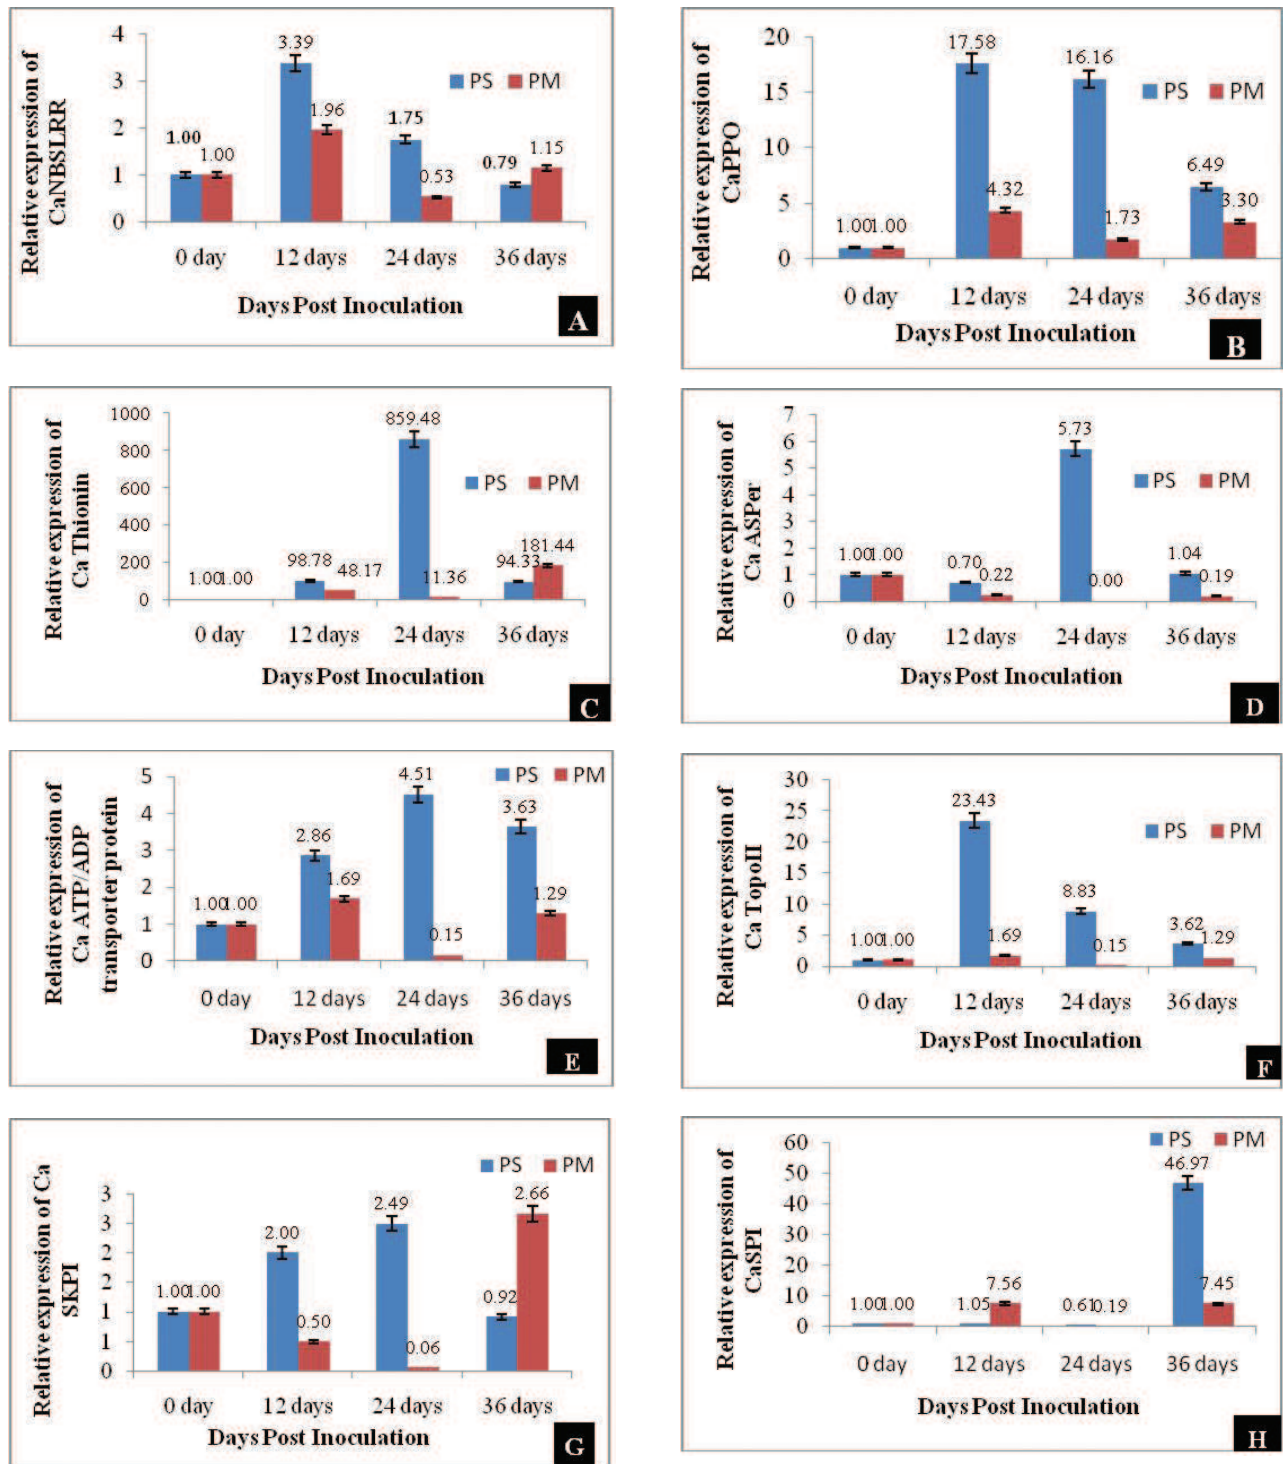 Relative expression of
CaNBSLRR
4
3
2
1
0
1.00
1.00
3.39
1.96
1.75
0.53
0.79
1.15
PS PM
0 day 12 days 24 days 36 days
Days Post Inoculation
A
Relative expression of
CaPPO
20
15
10
5
0
1.00 1.00
17.58
4.32
16.16
1.73
6.49
3.30
PS PM
0 day 12 days 24 days 36 days
Days Post Inoculation
B
Relative expression of
Ca Thionin
1000
800
600
400
200
0
1.00 1.00
98.78
48.17
859.48
11.36
94.33
181.44
PS PM
0 day 12 days 24 days 36 days
Days Post Inoculation
C
Relative expression of
Ca ASPer
7
6
5
4
3
2
1
0
1.00 1.00
0.70
0.22
5.73
0.00
1.04
0.19
PS PM
0 day 12 days 24 days 36 days
Days Post Inoculation
D
Relative expression of
Ca ATP/ADP
transporter protein
5
4
3
2
1
0
1.00 1.00
2.86
1.69
4.51
0.15
3.63
1.29
PS PM
0 day 12 days 24 days 36 days
Days Post Inoculation
E
Relative expression of
Ca TopoII
30
25
20
15
10
5
0
1.00 1.00
23.43
1.69
8.83
0.15
3.62
1.29
PS PM
0 day 12 days 24 days 36 days
Days Post Inoculation
F
Relative expression of Ca
SKPI
3
3
2
2
1
1
0
1.00 1.00
2.00
0.50
2.49
0.06
0.92
2.66
PS PM
0 day 12 days 24 days 36 days
Days Post Inoculation
G
Relative expression of
CaSPI
60
50
40
30
20
10
0
1.00 1.00
1.05
7.56
0.61 0.19
46.97
7.45
PS PM
0 day 12 days 24 days 36 days
Days Post Inoculation
H